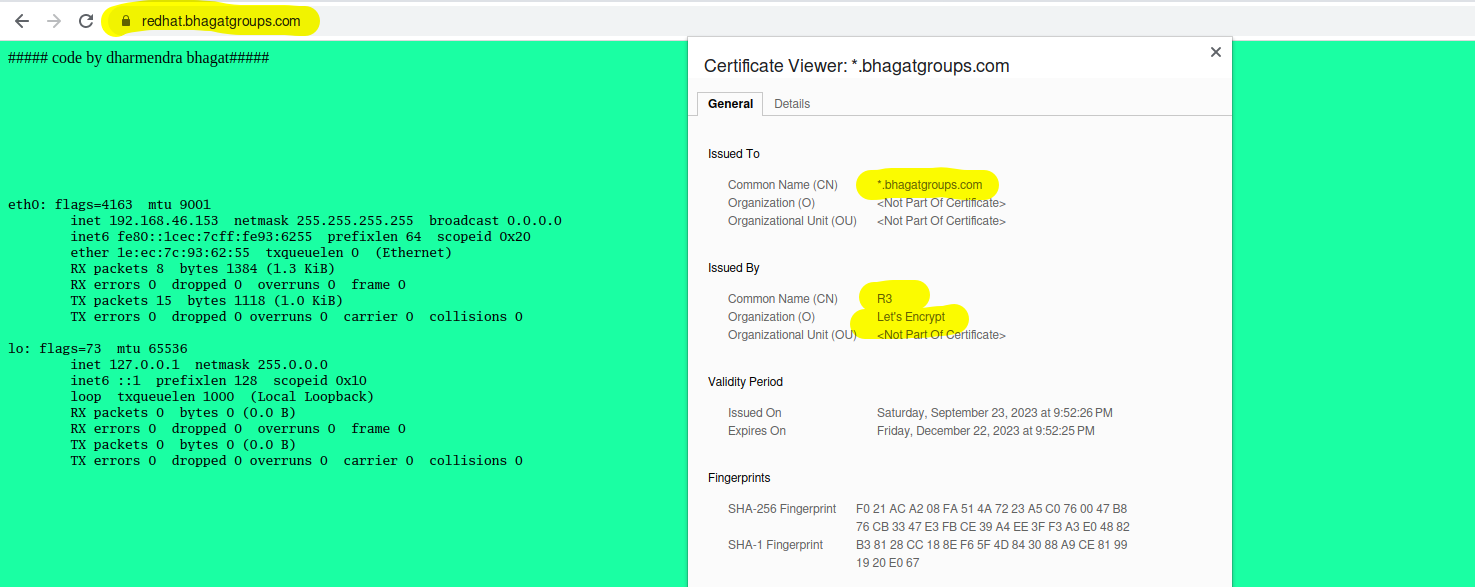 redhat.bhagatgroups.com
##### code by dharmendra bhagat#####
eth0: flags=4163  mtu 9001
        inet 192.168.46.153  netmask 255.255.255.255  broadcast 0.0.0.0
        inet6 fe80::1cec:7cff:fe93:6255  prefixlen 64  scopeid 0x20
        ether 1e:ec:7c:93:62:55  txqueuelen 0  (Ethernet)
        RX packets 8  bytes 1384 (1.3 KiB)
        RX errors 0  dropped 0  overruns 0  frame 0
        TX packets 15  bytes 1118 (1.0 KiB)
        TX errors 0  dropped 0 overruns 0  carrier 0  collisions 0
lo: flags=73  mtu 65536
        inet 127.0.0.1  netmask 255.0.0.0
        inet6 ::1  prefixlen 128  scopeid 0x10
        loop  txqueuelen 1000  (Local Loopback)
        RX packets 0  bytes 0 (0.0 B)
        RX errors 0  dropped 0  overruns 0  frame 0
        TX packets 0  bytes 0 (0.0 B)
        TX errors 0  dropped 0 overruns 0  carrier 0  collisions 0
Certificate Viewer: *.bhagatgroups.com
General Details
Issued To
Common Name (CN) *.bhagatgroups.com
Organization (O) <Not Part Of Certificate>
Organizational Unit (OU) <Not Part Of Certificate>
Issued By
Common Name (CN) R3
Organization (O) Let's Encrypt
Organizational Unit (OU) <Not Part Of Certificate>
Validity Period
Issued On Saturday, September 23, 2023 at 9:52:26 PM
Expires On Friday, December 22, 2023 at 9:52:25 PM
Fingerprints
SHA-256 Fingerprint F0 21 AC A2 08 FA 51 4A 72 23 A5 C0 76 00 47 B8
76 CB 33 47 E3 FB CE 39 A4 EE 3F F3 A3 E0 48 82
SHA-1 Fingerprint B3 81 28 CC 18 8E F6 5F 4D 84 30 88 A9 CE 81 99
19 20 E0 67